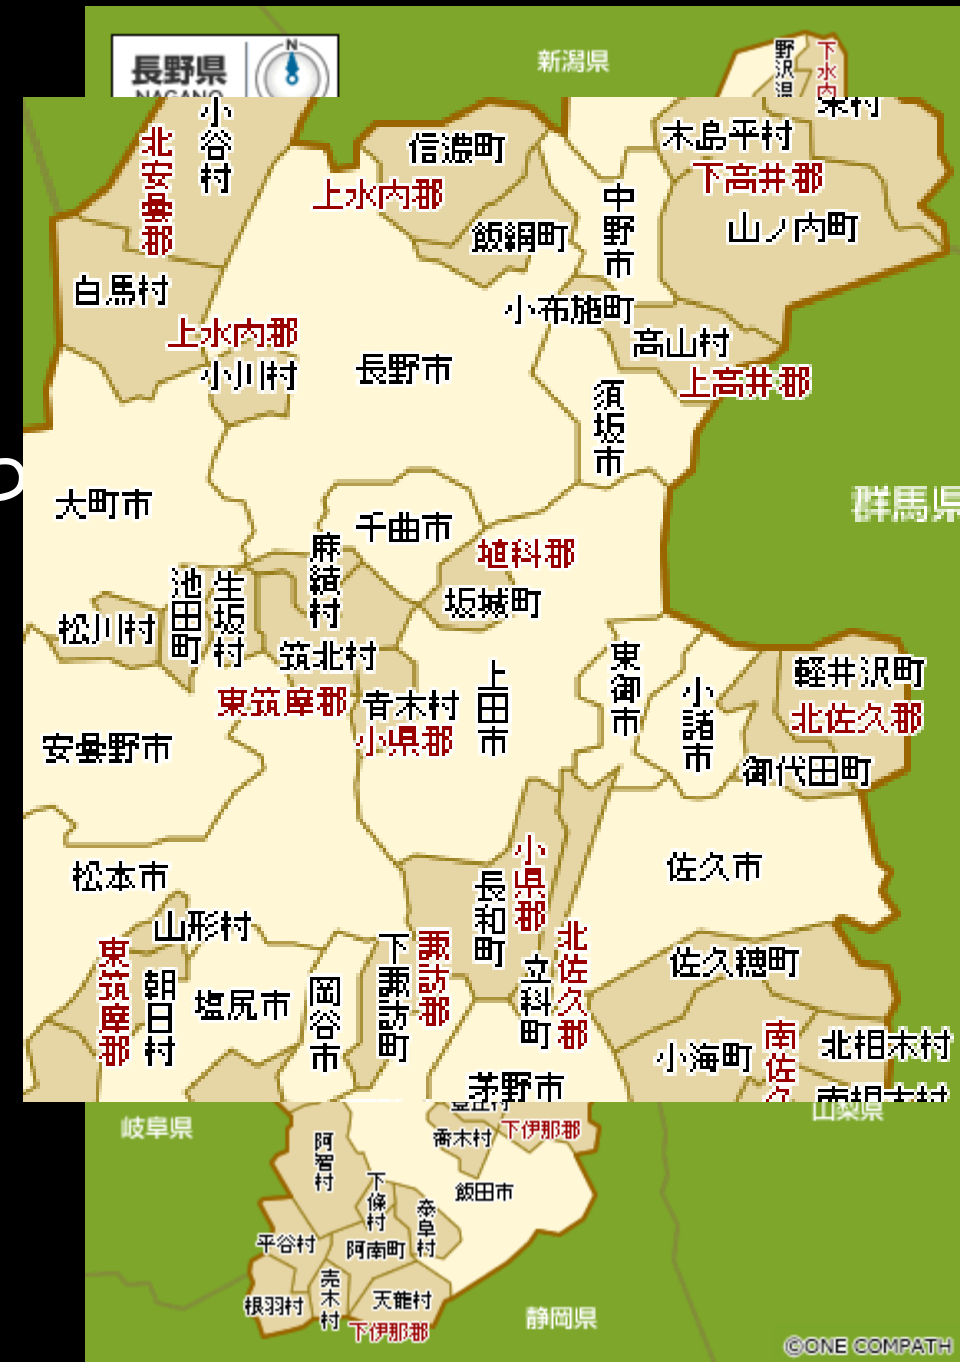 長野県
新潟県
下水内
木島平村
下高井郡
小谷村
北安曇郡
信濃町
上水内郡
飯綱町
中野市
山ノ内町
白馬村
小布施町
上水内郡
小川村
長野市
高山村
上高井郡
須坂市
大町市
群馬県
千曲市
麻績村
埴科郡
池田町
生坂村
坂城町
松川村
筑北村
東筑摩郡
青木村
小県郡
上田市
東御市
小諸市
軽井沢町
北佐久郡
御代田町
安曇野市
松本市
長和町
小県郡
佐久市
山形村
東筑摩郡
朝日村
塩尻市
岡谷市
下諏訪町
諏訪郡
立科町
北佐久郡
佐久穂町
小海町
北相木村
南相木村
茅野市
岐阜県
山梨県
喬木村
下伊那郡
阿智村
下條村
泰阜村
飯田市
平谷村
阿南町
根羽村
売木村
天龍村
下伊那郡
静岡県
©ONE COMPATH